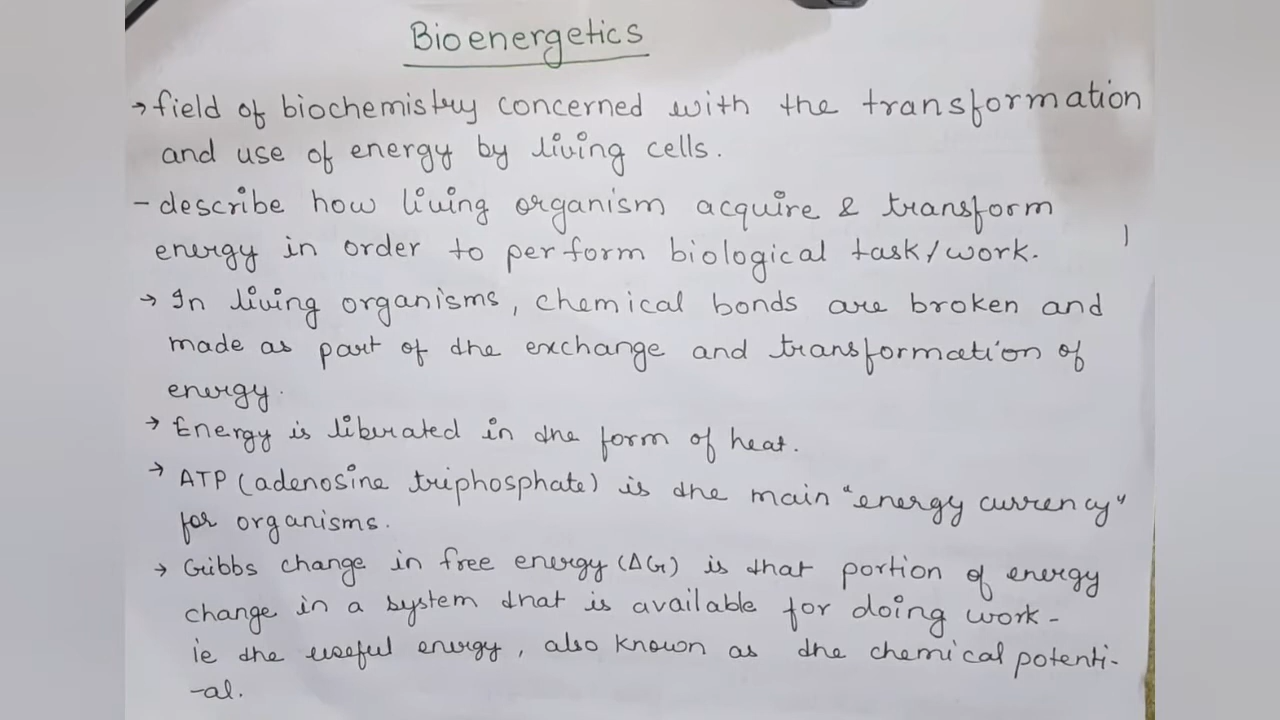 Bioenergetics
→ field of biochemistry concerned with the transformation
and use of energy by living cells.
- describe how living organism acquire & transform
energy in order to perform biological task/work.
→ In living organisms, chemical bonds are broken and
made as part of the exchange and transformation of
energy.
→ Energy is liberated in the form of heat.
→ ATP (adenosine triphosphate) is the main "energy currency"
for organisms.
→ Gibbs change in free energy (ΔG) is that portion of energy
change in a system that is available for doing work -
ie the useful energy, also known as the chemical potenti-
-al.